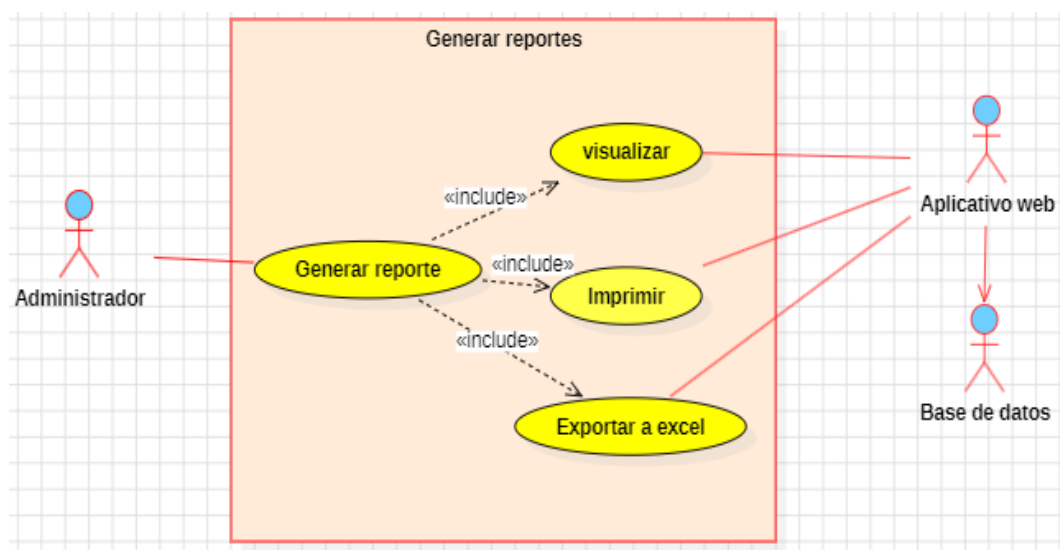 Generar reportes
visualizar
«include»
Aplicativo web
Generar reporte
«include»
Imprimir
Administrador
«include»
Base de datos
Exportar a excel